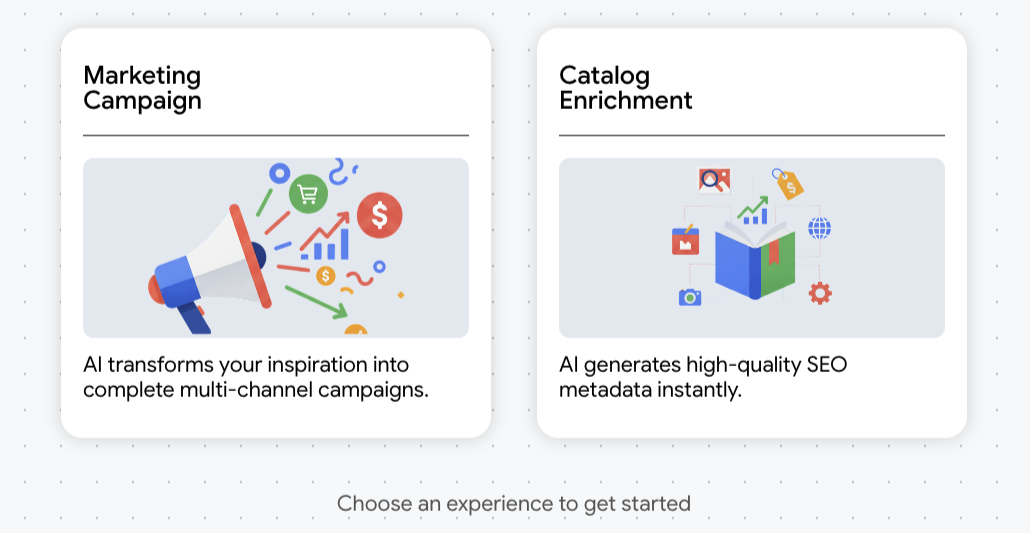 Marketing
Campaign
$
$
AI transforms your inspiration into
complete multi-channel campaigns.
Catalog
Enrichment
$
AI generates high-quality SEO
metadata instantly.
Choose an experience to get started